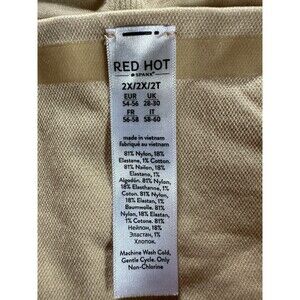 RED HOT
SPANX®
2X/2X/2T
EUR UK
54-56 28-30
FR IT
56-58 58-60
made in vietnam
fabriqué au vietnam
81% Nylon, 18%
Elastane, 1% Cotton.
81% Nailon, 18%
Elastano, 1%
Algodón. 81% Nylon,
18% Elasthanne, 1%
Coton. 81% Nylon,
18% Elastan, 1%
Baumwolle. 81%
Nylon, 18% Elastan,
1% Cotone. 81%
Нейлон, 18%
Эластан, 1%
Хлопок.
Machine Wash Cold,
Gentle Cycle. Only
Non-Chlorine